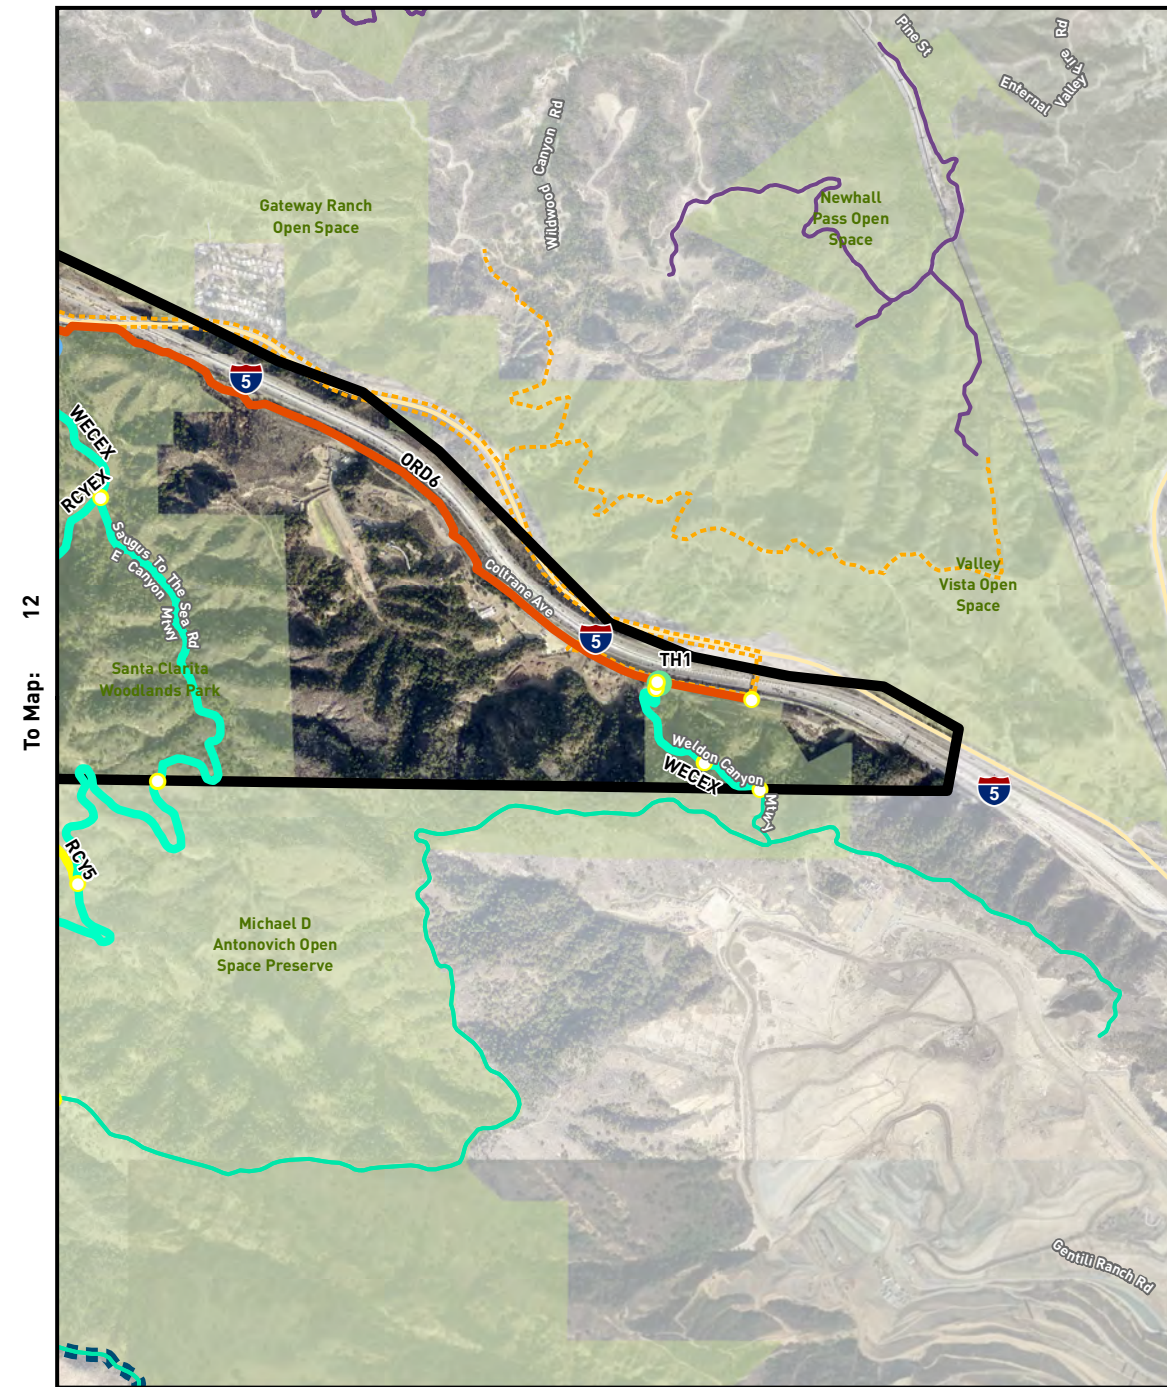 Pine St
Rd
Fire
Valley
Enternal
Wildwood Canyon Rd
Gateway Ranch
Open Space
Newhall
Pass Open
Space
5
WECEX
RCYEX
ORD6
Saugus To The Sea Rd
E Canyon Mtwy
Coltrane Ave
Valley
Vista Open
Space
To Map: 12
5
TH1
Santa Clarita
Woodlands Park
Weldon Canyon
Mtwy
WECEX
5
RCY5
Michael D
Antonovich Open
Space Preserve
Gentili Ranch Rd